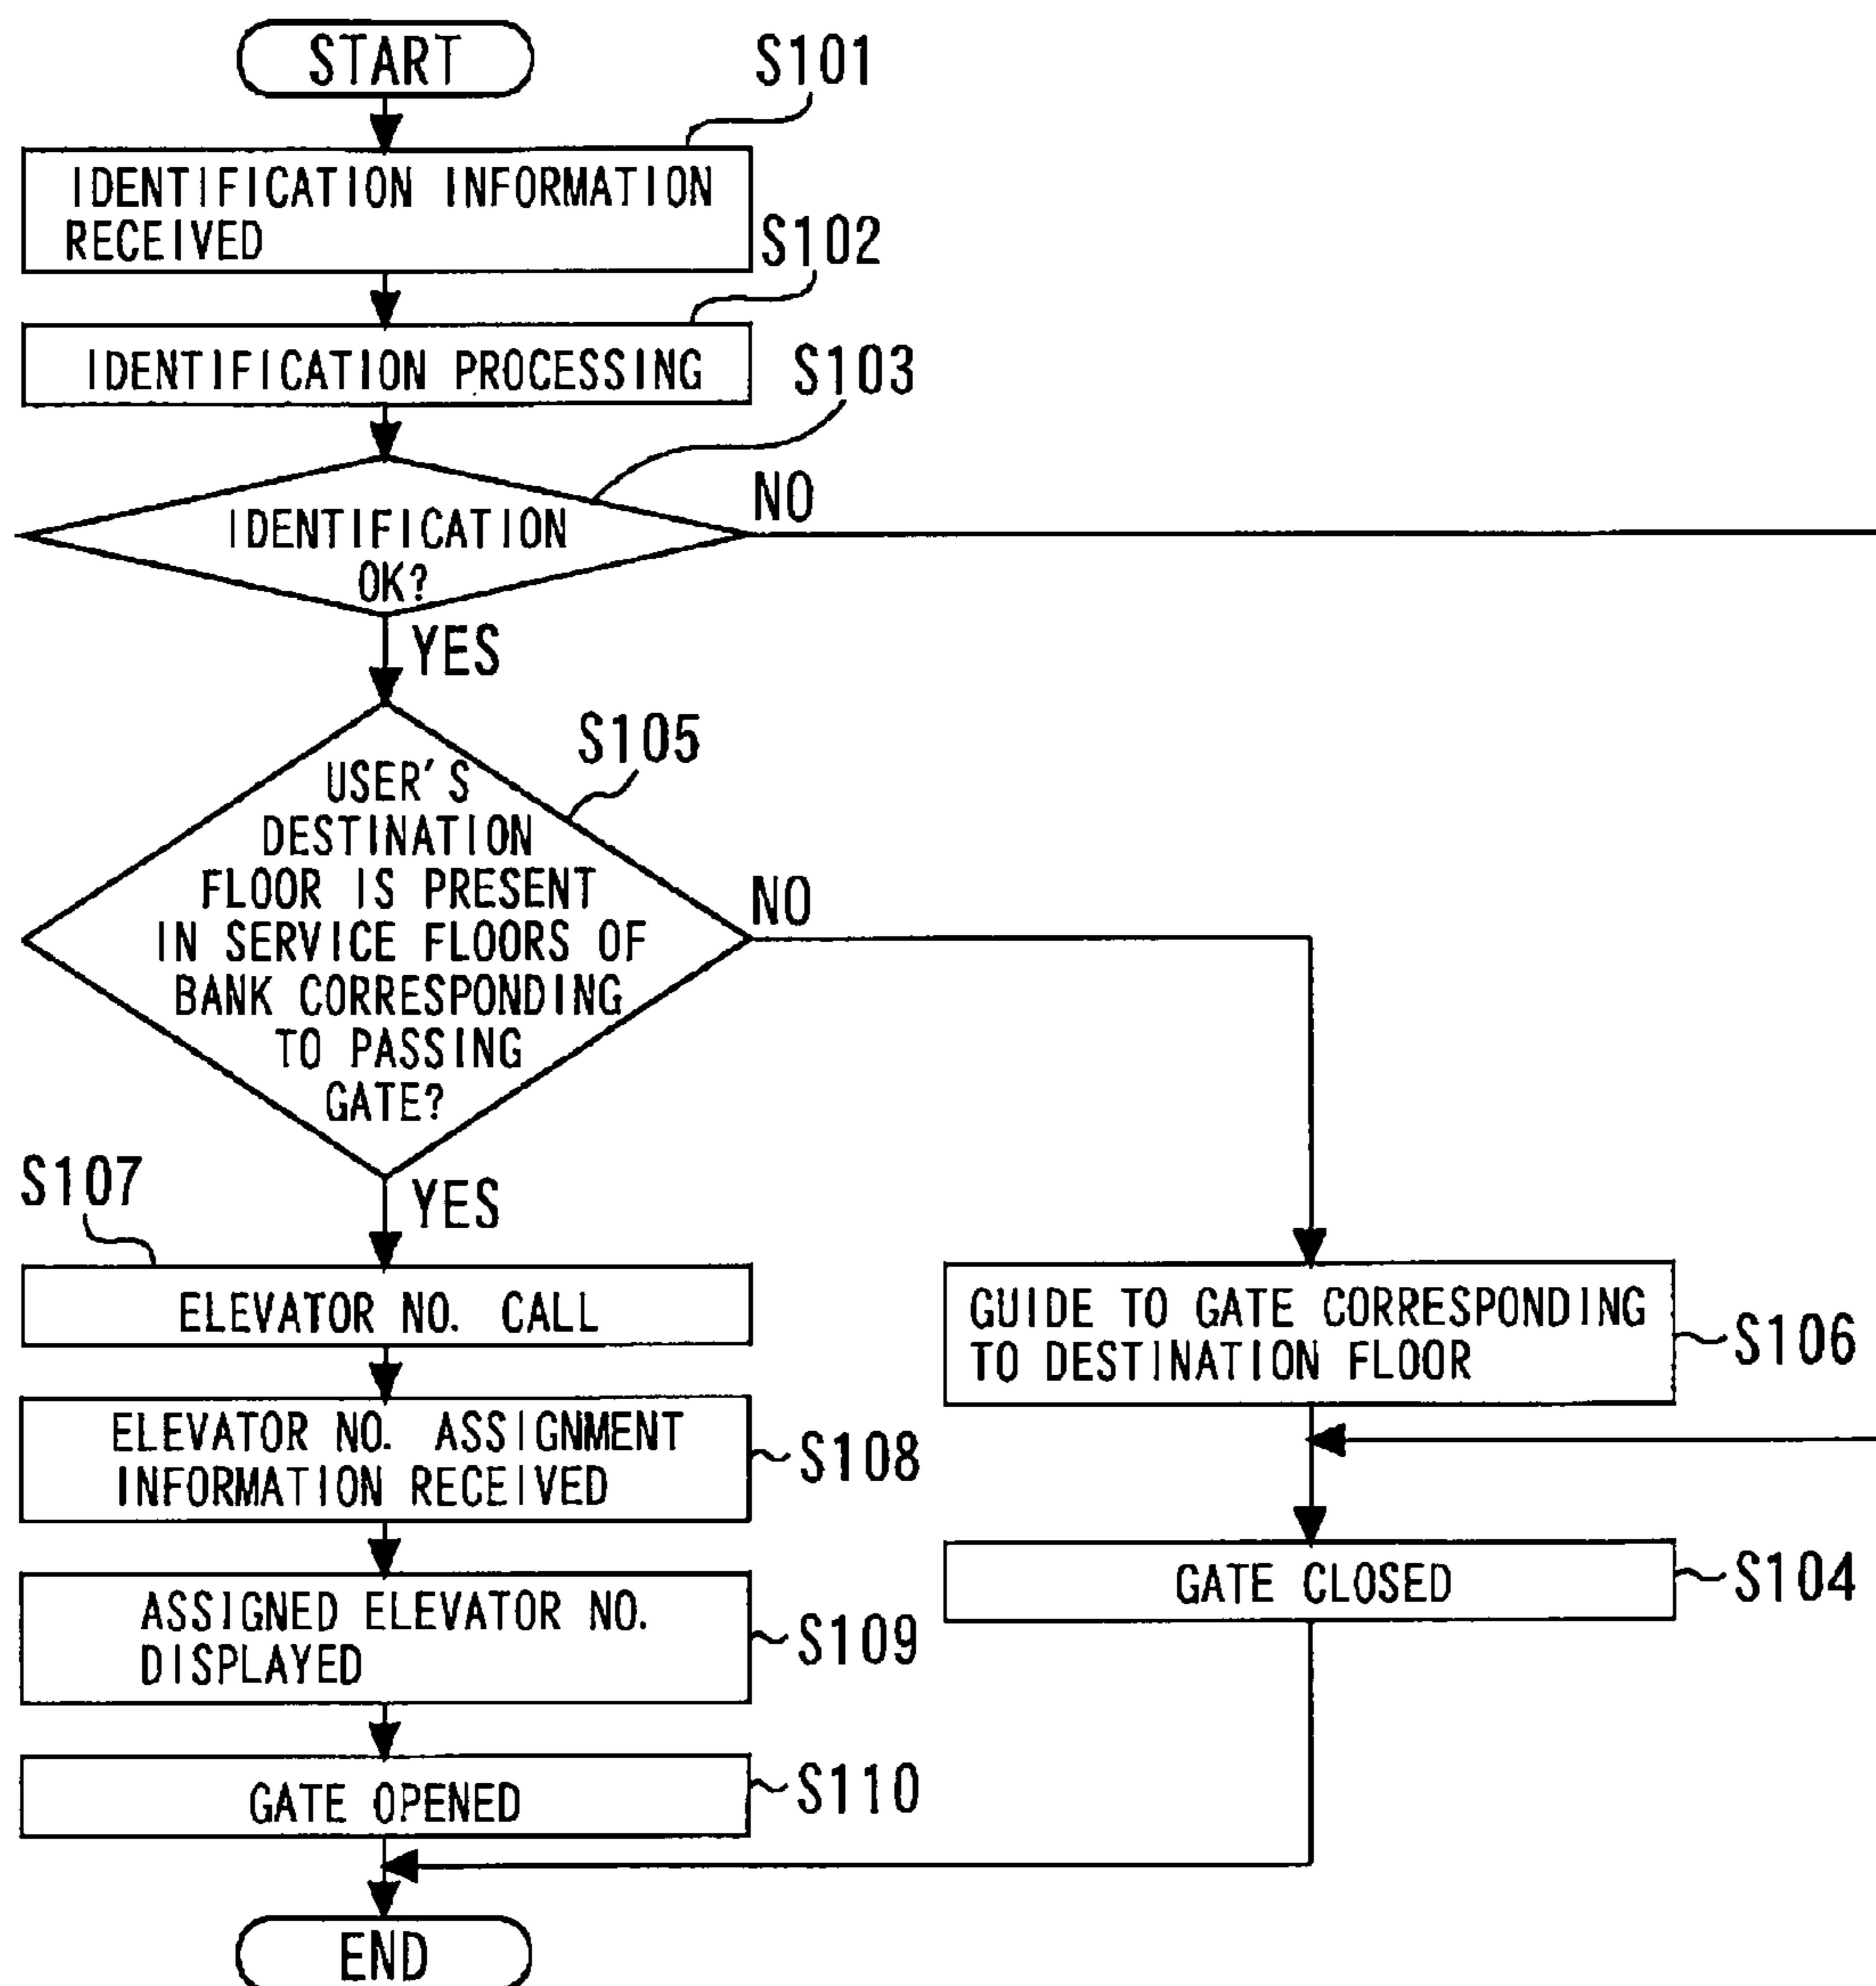 START
S101
IDENTIFICATION INFORMATION
RECEIVED
S102
IDENTIFICATION PROCESSING
S103
IDENTIFICATION
OK?
NO
YES
S105
USER'S
DESTINATION
FLOOR IS PRESENT
IN SERVICE FLOORS OF
BANK CORRESPONDING
TO PASSING
GATE?
NO
YES
S107
ELEVATOR NO. CALL
GUIDE TO GATE CORRESPONDING
TO DESTINATION FLOOR
S106
ELEVATOR NO. ASSIGNMENT
INFORMATION RECEIVED
S108
GATE CLOSED
S104
ASSIGNED ELEVATOR NO.
DISPLAYED
S109
GATE OPENED
S110
END